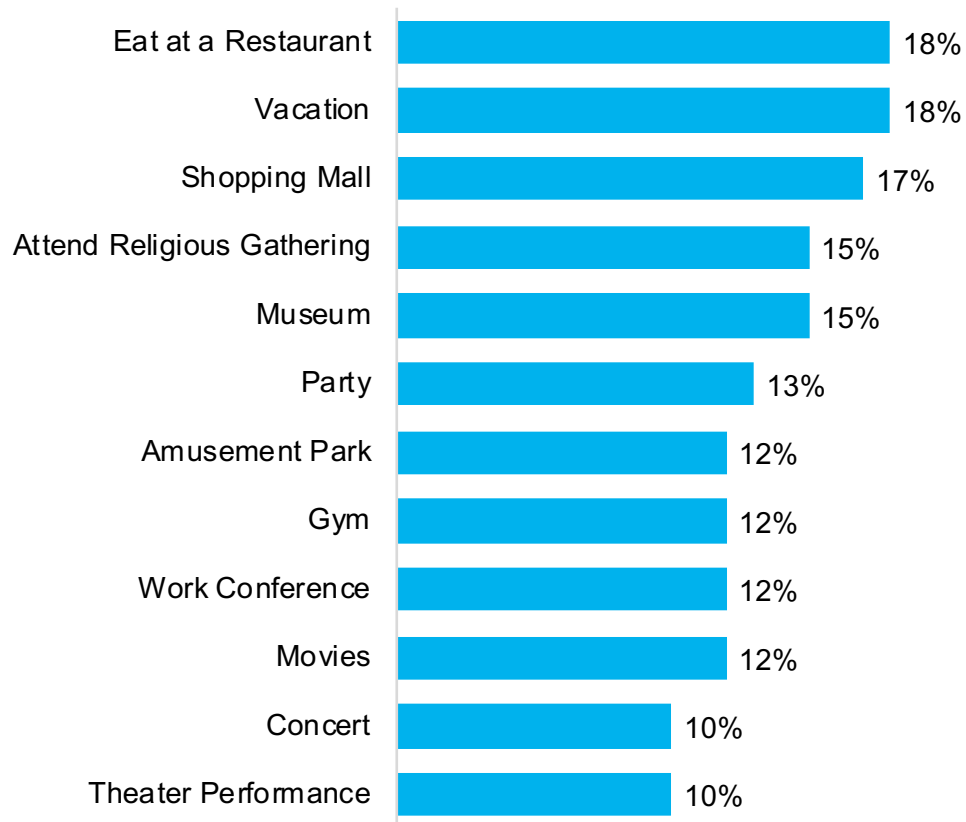 Eat at a Restaurant 18%
Vacation 18%
Shopping Mall 17%
Attend Religious Gathering 15%
Museum 15%
Party 13%
Amusement Park 12%
Gym 12%
Work Conference 12%
Movies 12%
Concert 10%
Theater Performance 10%